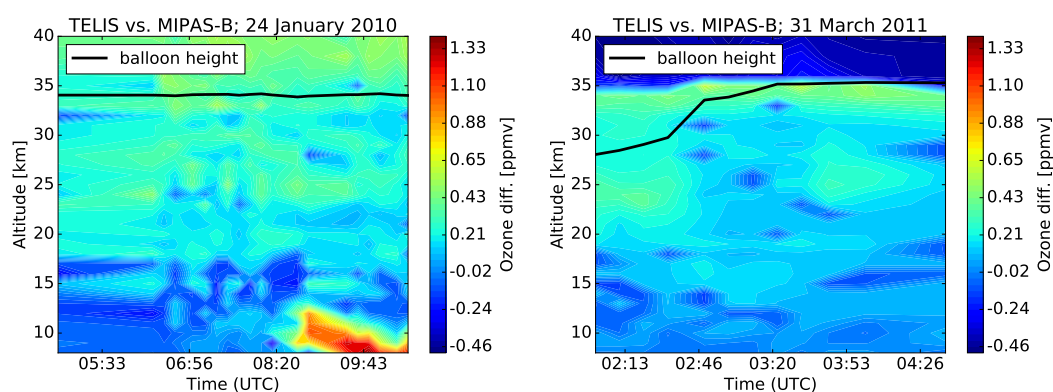 TELIS vs. MIPAS-B; 24 January 2010
balloon height
40
35
30
25
20
15
10
Altitude [km]
05:33 06:56 08:20 09:43
Time (UTC)
1.33
1.10
0.88
0.65
0.43
0.21
-0.02
-0.24
-0.46
Ozone diff. [ppmv]
TELIS vs. MIPAS-B; 31 March 2011
balloon height
40
35
30
25
20
15
10
Altitude [km]
02:13 02:46 03:20 03:53 04:26
Time (UTC)
1.33
1.10
0.88
0.65
0.43
0.21
-0.02
-0.24
-0.46
Ozone diff. [ppmv]